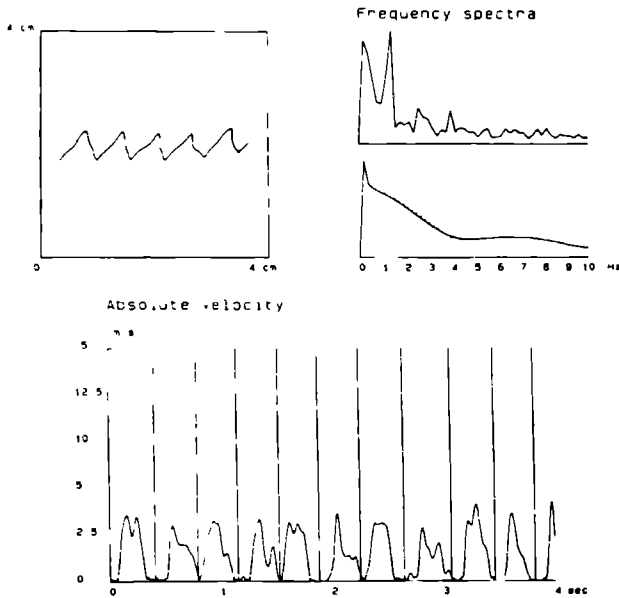 Frequency spectra
4 cm
0 4 cm
0 1 2 3 4 5 6 7 8 9 10 Hz
Absolute velocity
5
12 5
10
5
2.5
0
0 1 2 3 4 sec